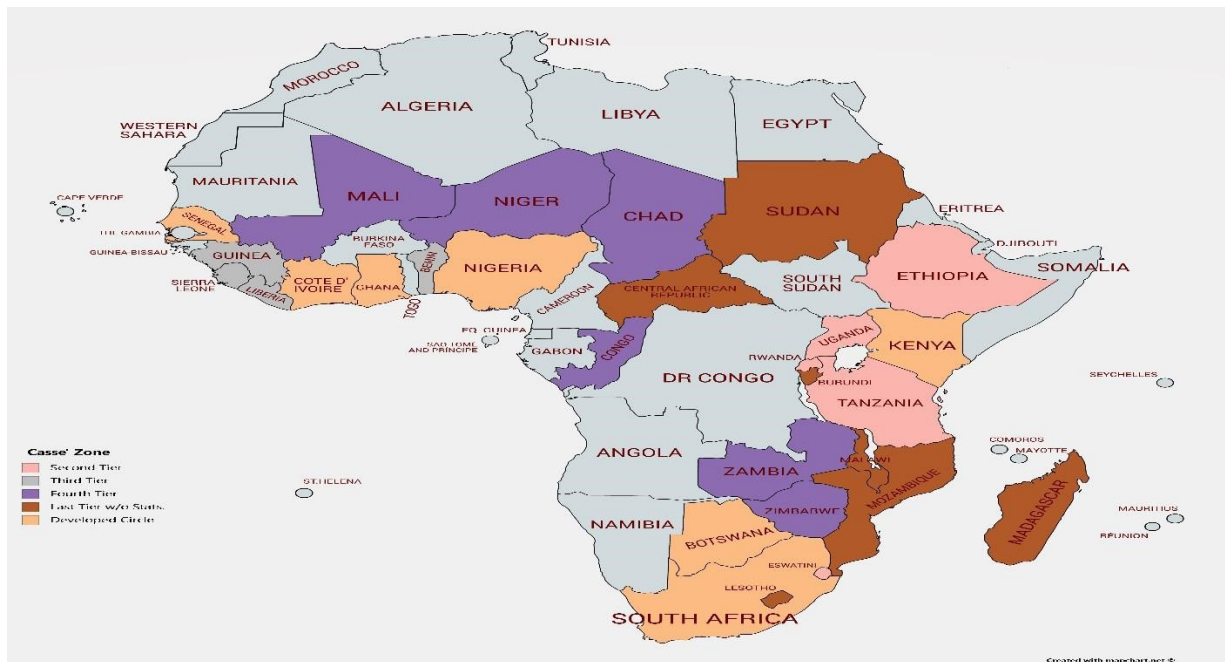 TUNISIA
MOROCCO
ALGERIA
LIBYA
EGYPT
WESTERN
SAHARA
MAURITANIA
MALI
NIGER
CHAD
SUDAN
ERITREA
CAPE VERDE
SENEGAL
THE GAMBIA
GUINEA BISSAU
GUINEA
BURKINA
FASO
BENIN
DJIBOUTI
SOMALIA
SIERRA
LEONE
LIBERIA
COTE D'
IVOIRE
GHANA
TOGO
NIGERIA
CAMEROON
CENTRAL AFRICAN
REPUBLIC
SOUTH
SUDAN
ETHIOPIA
EQ. GUINEA
SAO TOME
AND PRÍNCIPE
GABON
CONGO
DR CONGO
UGANDA
KENYA
RWANDA
BURUNDI
TANZANIA
SEYCHELLES
COMOROS
MAYOTTE
ANGOLA
ZAMBIA
MALAWI
MOZAMBIQUE
ZIMBABWE
MADAGASCAR
MAURITIUS
RÉUNION
ST.HELENA
NAMIBIA
BOTSWANA
ESWATINI
LESOTHO
SOUTH AFRICA
Casse' Zone
Second Tier
Third Tier
Fourth Tier
Last Tier w/o Stats.
Developed Circle
Created with mapchart.net ©